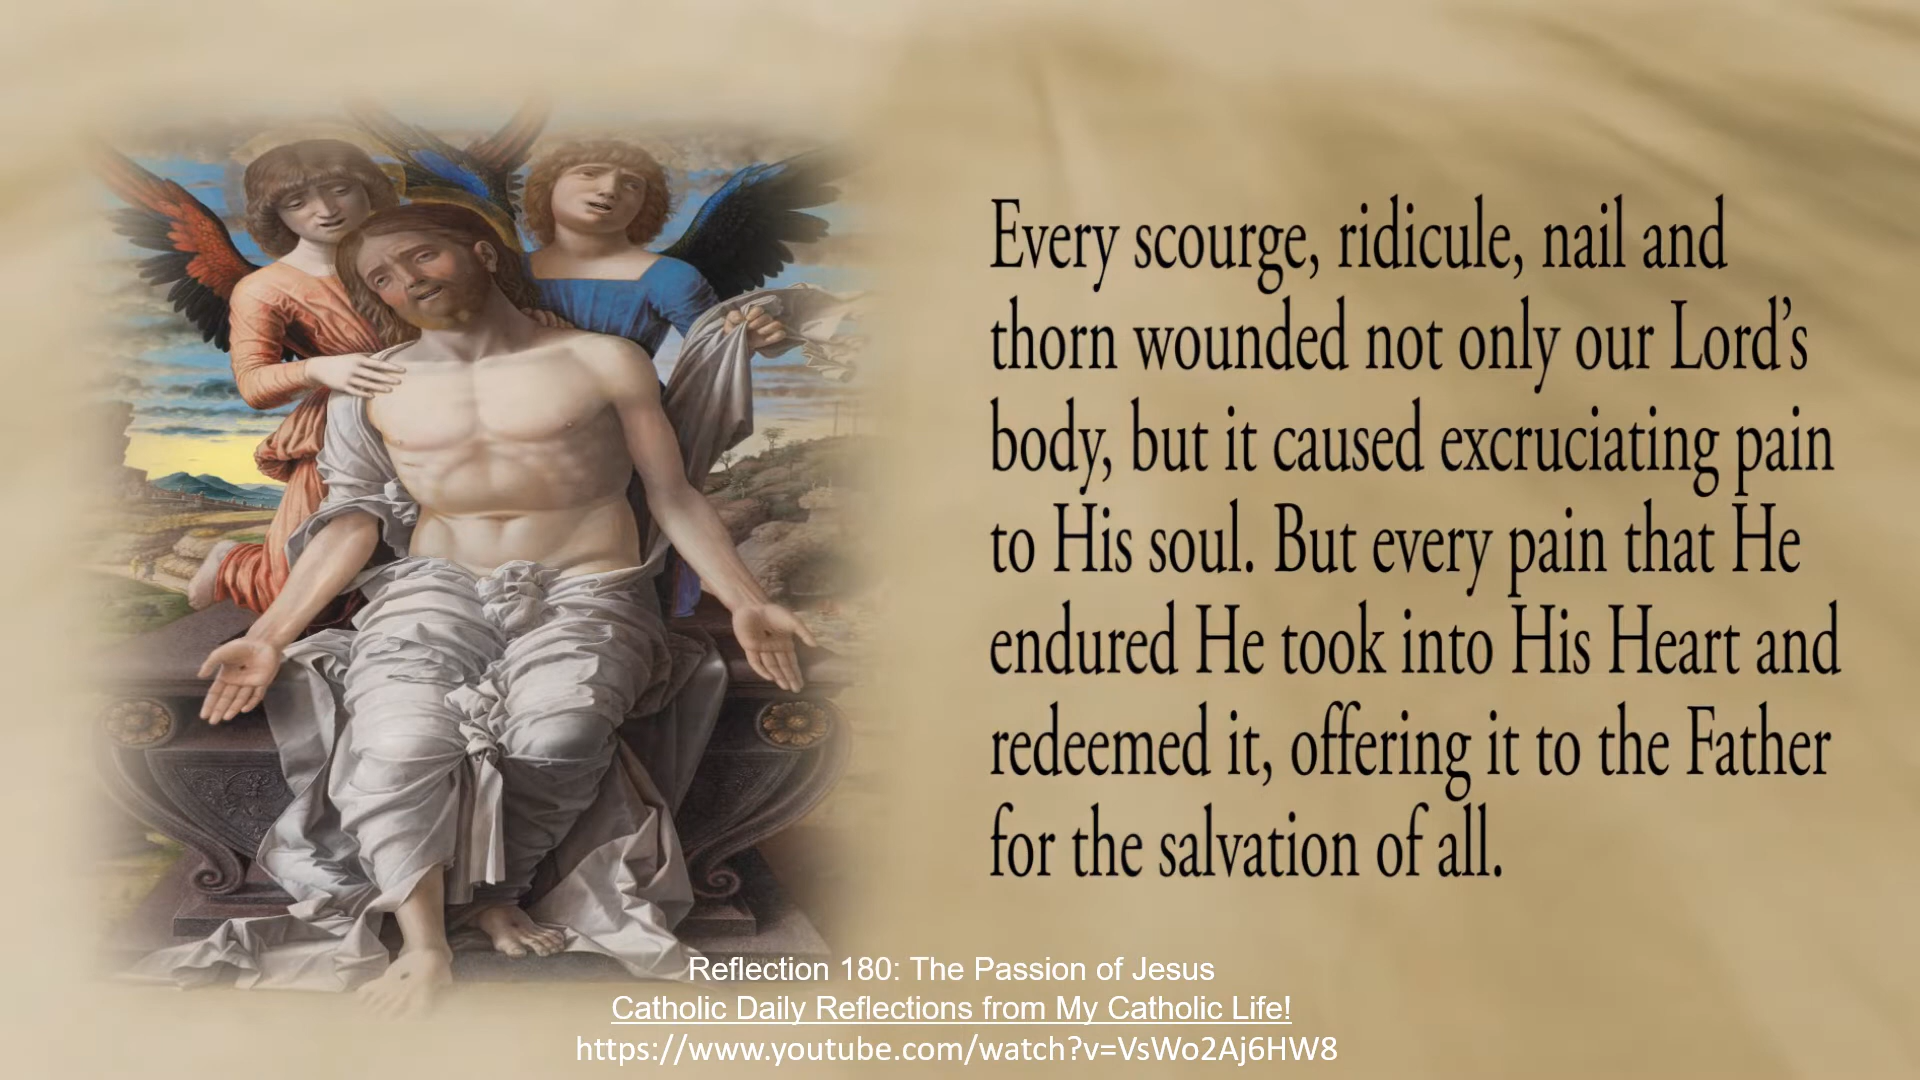 Every scourge, ridicule, nail and
thorn wounded not only our Lord’s
body, but it caused excruciating pain
to His soul. But every pain that He
endured He took into His Heart and
redeemed it, offering it to the Father
for the salvation of all.
Reflection 180: The Passion of Jesus
Catholic Daily Reflections from My Catholic Life!
https://www.youtube.com/watch?v=VsWo2Aj6HW8